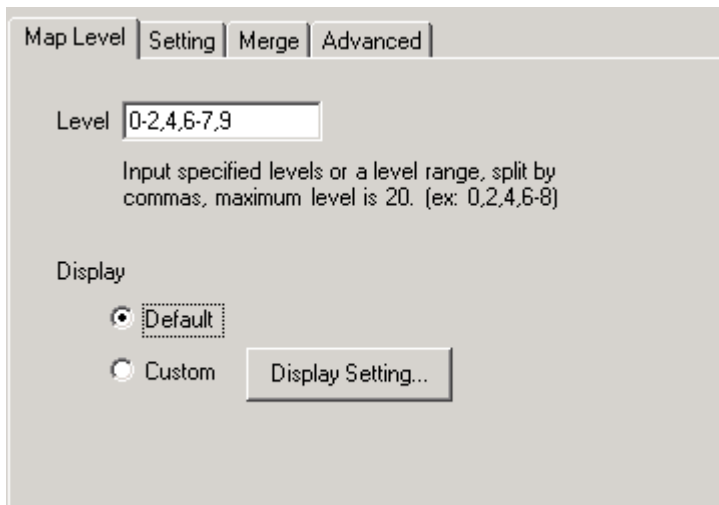 Map Level Setting Merge Advanced
Level 0-2,4,6-7,9
Input specified levels or a level range, split by
commas, maximum level is 20. (ex: 0,2,4,6-8)
Display
Default
Custom Display Setting...